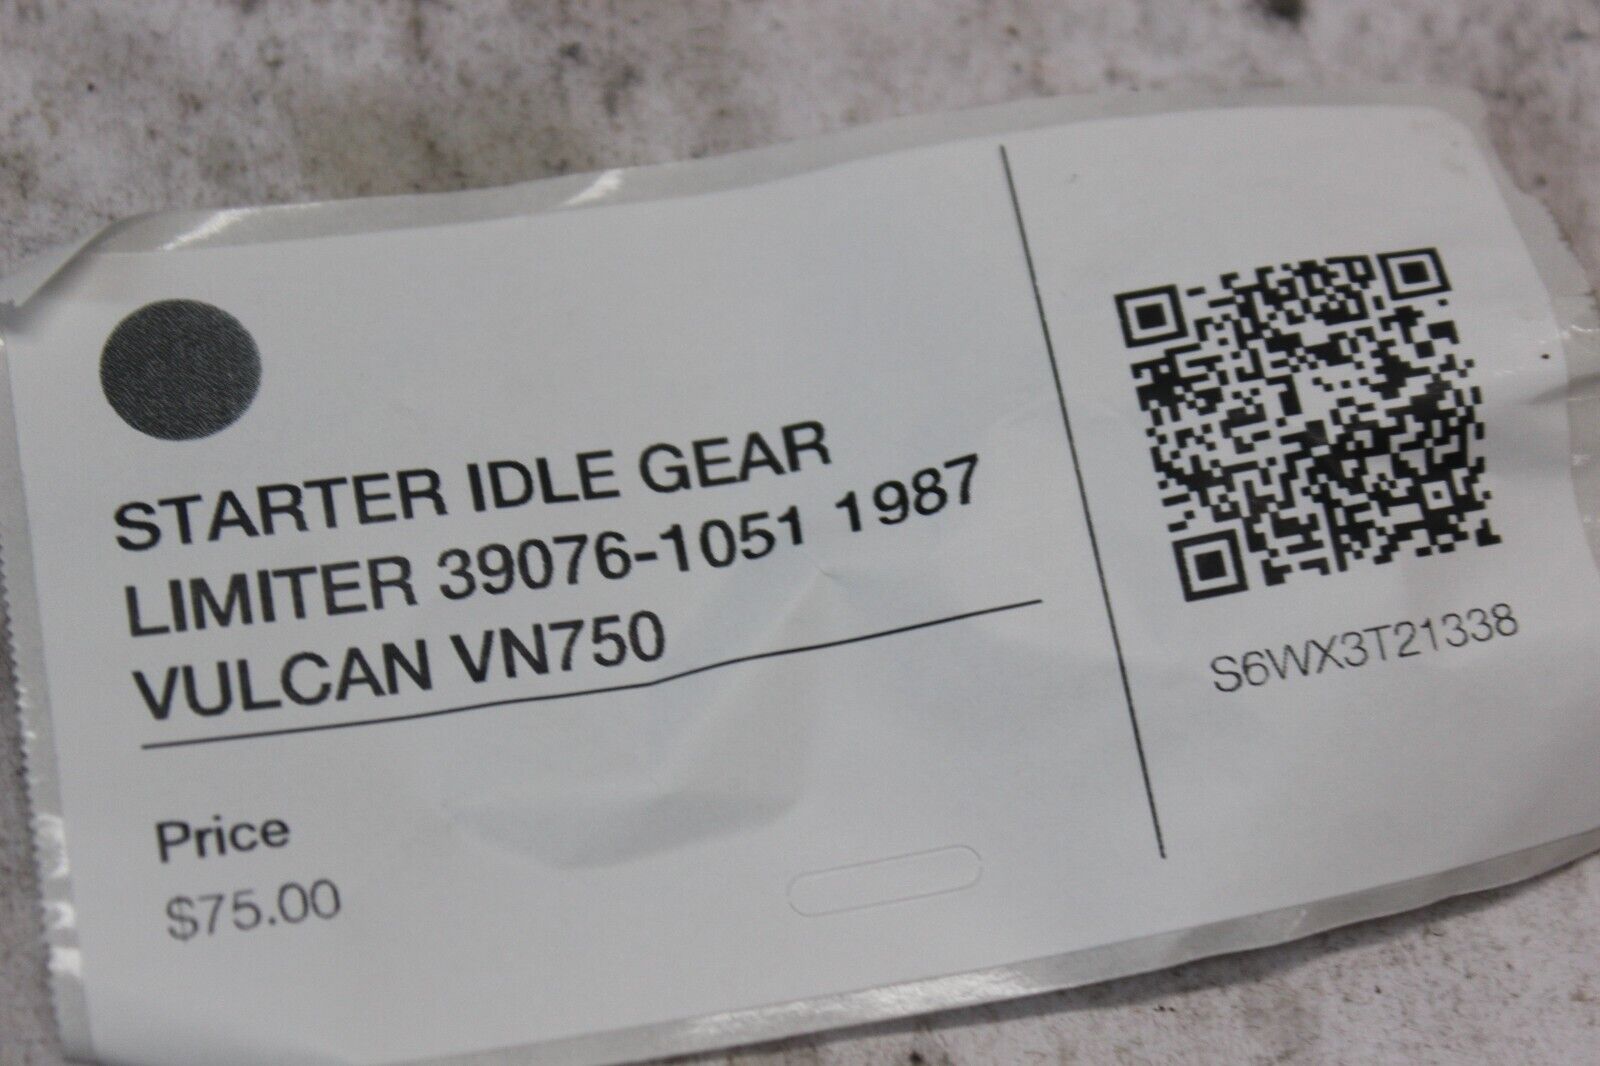 STARTER IDLE GEAR
LIMITER 39076-1051 1987
VULCAN VN750
Price
$75.00
S6WX3T21338